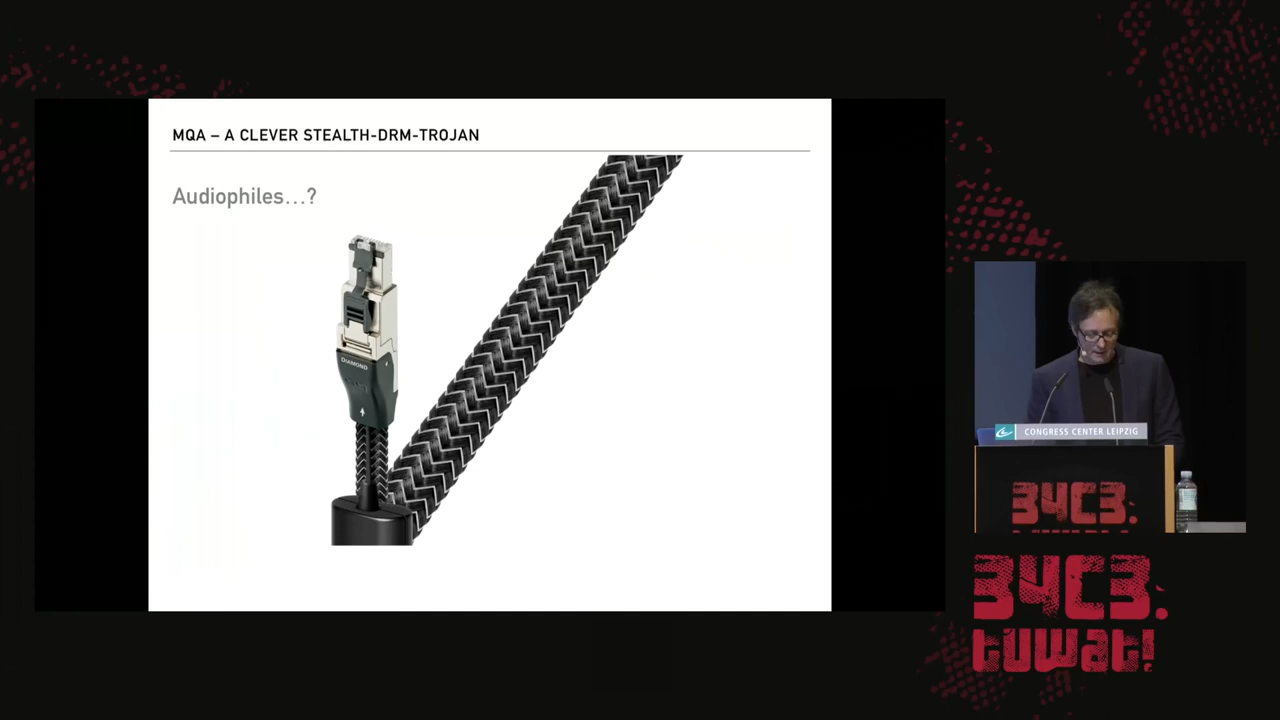 MQA – A CLEVER STEALTH-DRM-TROJAN
Audiophiles…?
DIAMOND
CONGRESS CENTER LEIPZIG
34C3.
34C3.
tuwat!